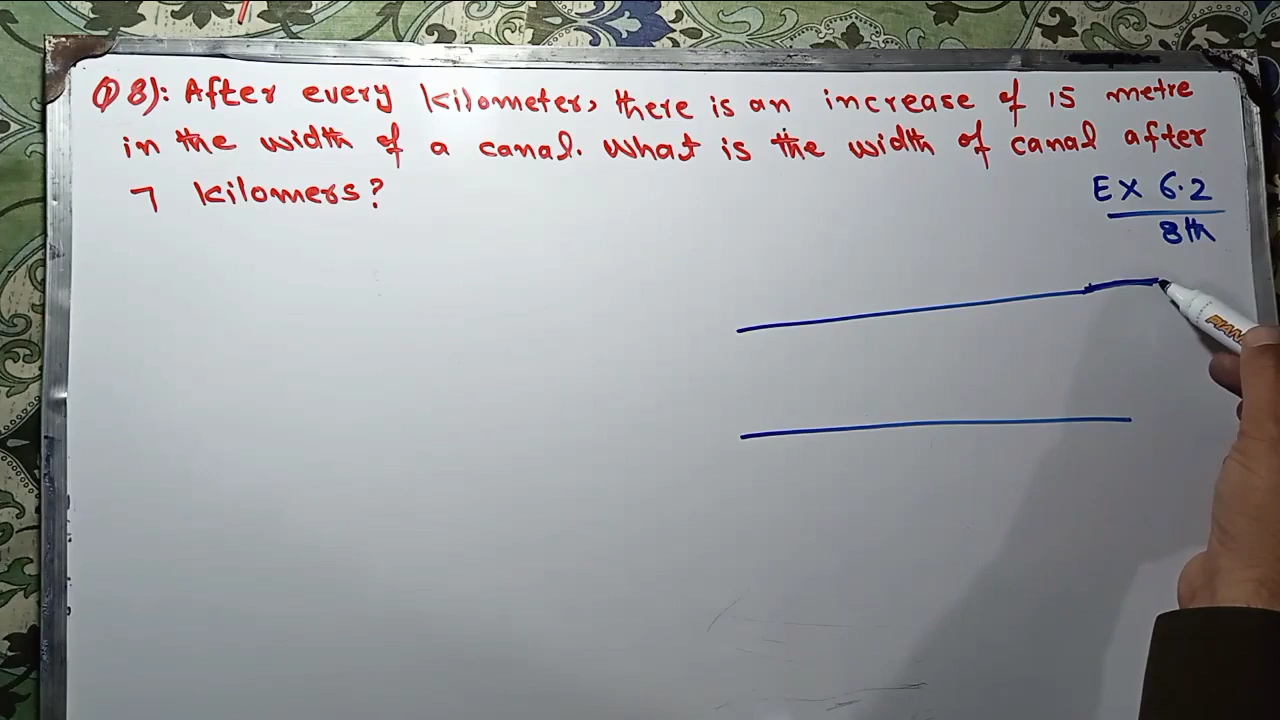 Q8): After every kilometer, there is an increase of 15 metre
in the width of a canal. What is the width of canal after
7 kilomers?
Ex 6.2
8th
PIAN